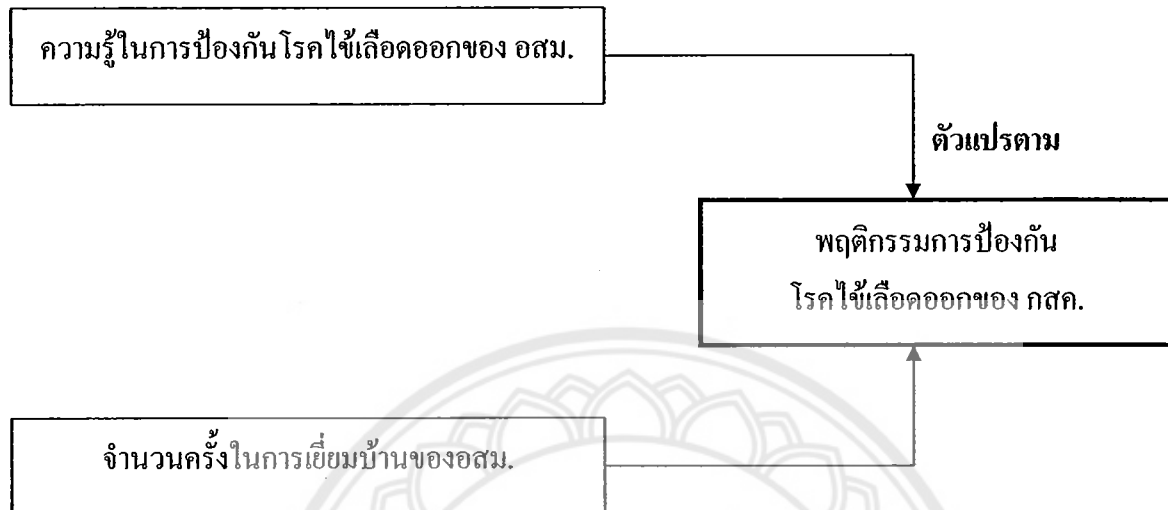 ความรู้ในการป้องกันโรคไข้เลือดออกของ อสม.
ตัวแปรตาม
พฤติกรรมการป้องกัน
โรคไข้เลือดออกของ กสค.
จำนวนครั้งในการเยี่ยมบ้านของอสม.